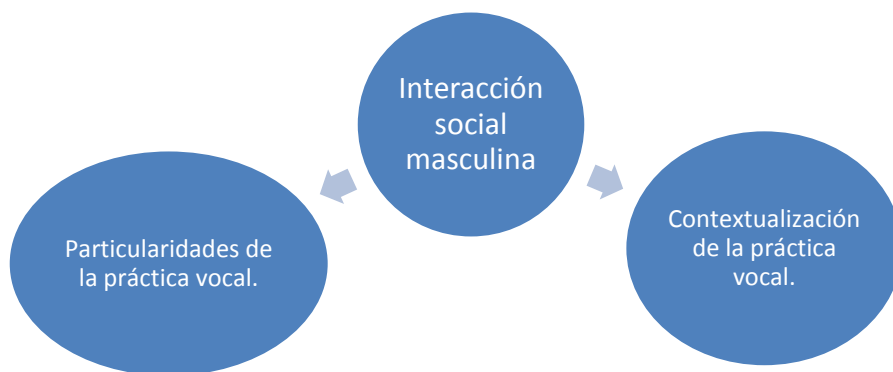 Interacción
social
masculina
Particularidades de
la práctica vocal.
Contextualización
de la práctica
vocal.